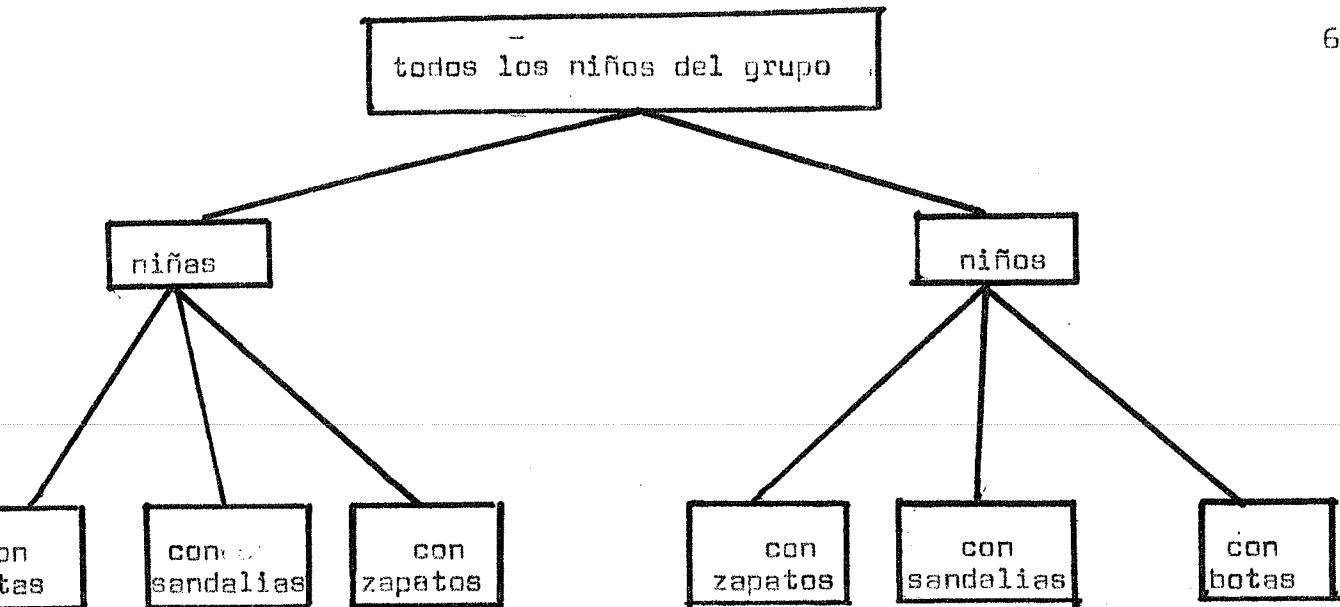 6
todos los niños del grupo
niñas
niños
con
sandalias
con
zapatos
con
zapatos
con
sandalias
con
botas